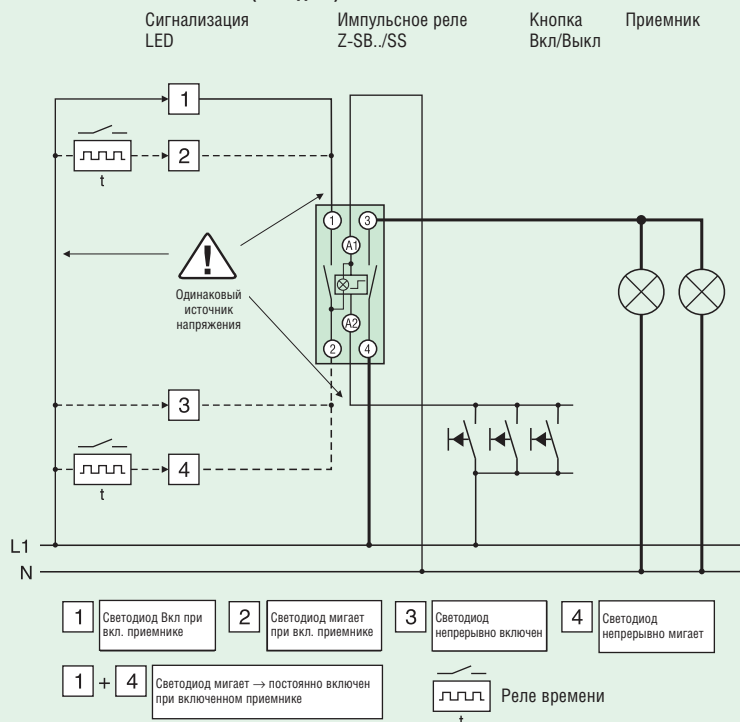 Сигнализация
LED
Импульсное реле
Z-SB../SS
Кнопка
Вкл/Выкл
Приемник
1
2
t
1
3
A1
A2
2
4
Одинаковый
источник
напряжения
3
4
t
L1
N
1
Светодиод Вкл при
вкл. приемнике
2
Светодиод мигает
при вкл. приемнике
3
Светодиод
непрерывно включен
4
Светодиод
непрерывно мигает
1 + 4
Светодиод мигает → постоянно включен
при включенном приемнике
Реле времени
t